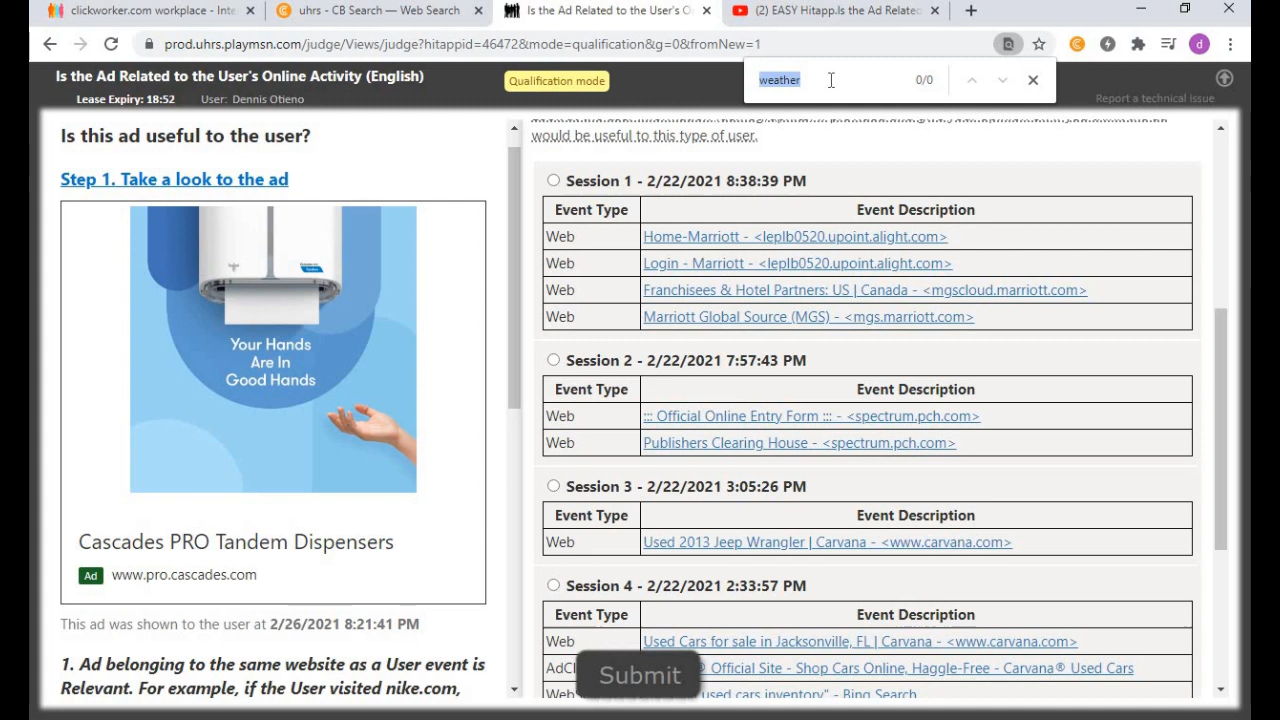 clickworker.com workplace - Inte
uhrs - CB Search — Web Search
Is the Ad Related to the User's O
(2) EASY Hitapp.Is the Ad Related
prod.uhrs.playmsn.com/judge/Views/judge?hitappid=46472&mode=qualification&g=0&fromNew=1
d
weather
0/0
Is the Ad Related to the User's Online Activity (English)
Lease Expiry: 18:52 User: Dennis Otieno
Qualification mode
Report a technical issue
Is this ad useful to the user?
Step 1. Take a look to the ad
Your Hands
Are In
Good Hands
Cascades PRO Tandem Dispensers
Ad www.pro.cascades.com
This ad was shown to the user at 2/26/2021 8:21:41 PM
1. Ad belonging to the same website as a User event is
Relevant. For example, if the User visited nike.com,
would be useful to this type of user.
Session 1 - 2/22/2021 8:38:39 PM
Event Type Event Description
Web Home-Marriott - <leplb0520.upoint.alight.com>
Web Login - Marriott - <leplb0520.upoint.alight.com>
Web Franchisees & Hotel Partners: US | Canada - <mgscloud.marriott.com>
Web Marriott Global Source (MGS) - <mgs.marriott.com>
Session 2 - 2/22/2021 7:57:43 PM
Event Type Event Description
Web ::: Official Online Entry Form ::: - <spectrum.pch.com>
Web Publishers Clearing House - <spectrum.pch.com>
Session 3 - 2/22/2021 3:05:26 PM
Event Type Event Description
Web Used 2013 Jeep Wrangler | Carvana - <www.carvana.com>
Session 4 - 2/22/2021 2:33:57 PM
Event Type Event Description
Web Used Cars for sale in Jacksonville, FL | Carvana - <www.carvana.com>
AdCl ® Official Site - Shop Cars Online, Haggle-Free - Carvana® Used Cars
Web used cars inventory" - Bing Search
Submit